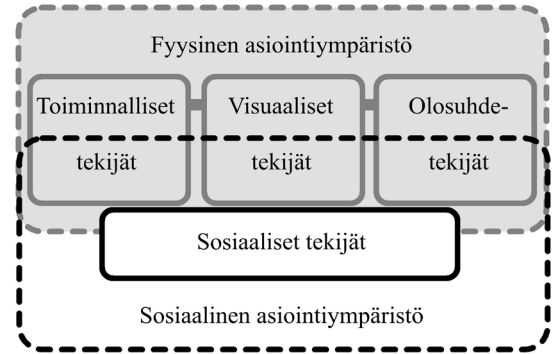 Fyysinen asiointiympäristö
Toiminnalliset Visuaaliset Olosuhde-
tekijät tekijät tekijät
Sosiaaliset tekijät
Sosiaalinen asiointiympäristö